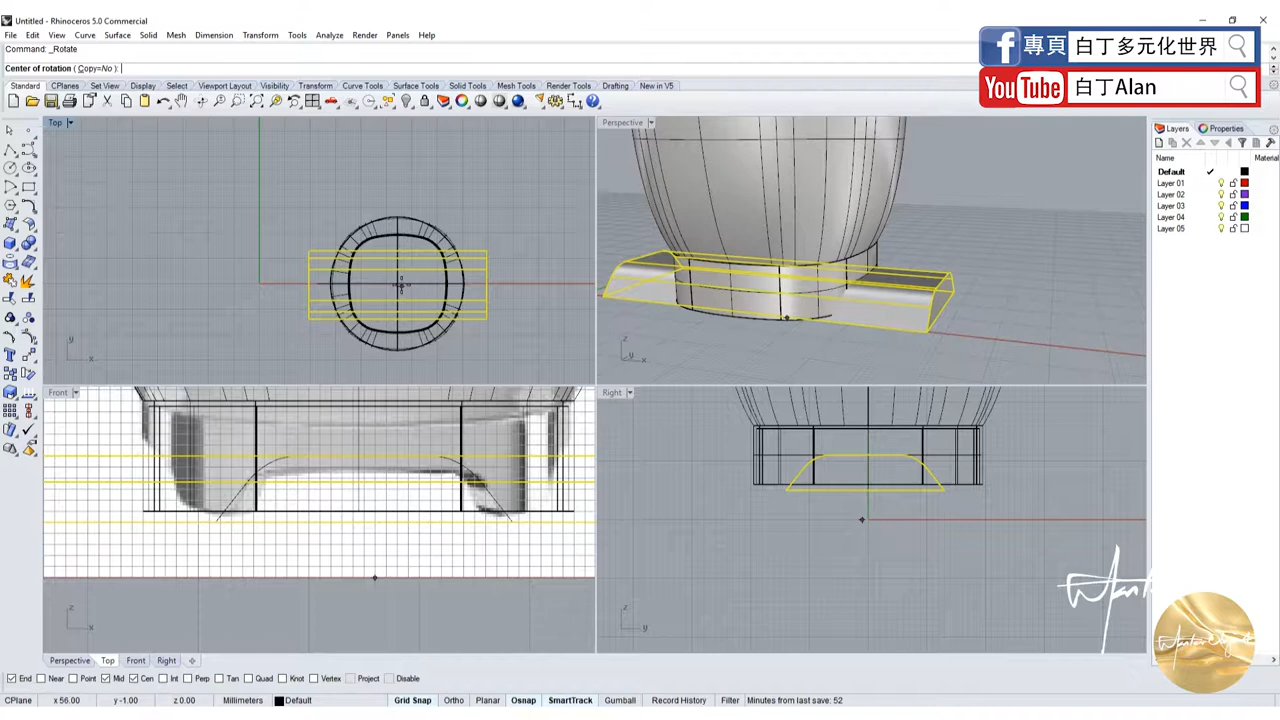 Untitled - Rhinoceros 5.0 Commercial
File Edit View Curve Surface Solid Mesh Dimension Transform Tools Analyze Render Panels Help
Command: _Rotate
Center of rotation ( Copy=No ):
專頁 白丁多元化世界
YouTube 白丁Alan
Standard CPlanes Set View Display Select Viewport Layout Visibility Transform Curve Tools Surface Tools Solid Tools Mesh Tools Render Tools Drafting New in V5
Top
Perspective
Layers Properties
Name Material
Default
Layer 01
Layer 02
Layer 03
Layer 04
Layer 05
y x
z y x
Front
Right
z x
z y
Perspective Top Front Right
End Near Point Mid Cen Int Perp Tan Quad Knot Vertex Project Disable
CPlane x 56.00 y -1.00 z 0.00 Millimeters Default Grid Snap Ortho Planar Osnap SmartTrack Gumball Record History Filter Minutes from last save: 52